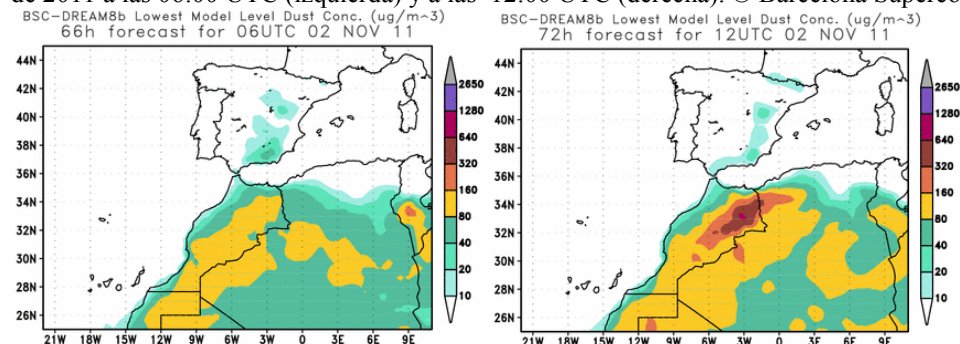 de 2011 a las 06:00 UTC (izquierda) y a las 12:00 UTC (derecha). © Barcelona Superco
BSC-DREAM8b Lowest Model Level Dust Conc. (ug/m^3)
66h forecast for 06UTC 02 NOV 11
44N
42N
40N
38N
36N
34N
32N
30N
28N
26N
21W 18W 15W 12W 9W 6W 3W 0 3E 6E 9E
2650
1280
640
320
160
80
40
20
10
BSC-DREAM8b Lowest Model Level Dust Conc. (ug/m^3)
72h forecast for 12UTC 02 NOV 11
44N
42N
40N
38N
36N
34N
32N
30N
28N
26N
21W 18W 15W 12W 9W 6W 3W 0 3E 6E 9E
2650
1280
640
320
160
80
40
20
10